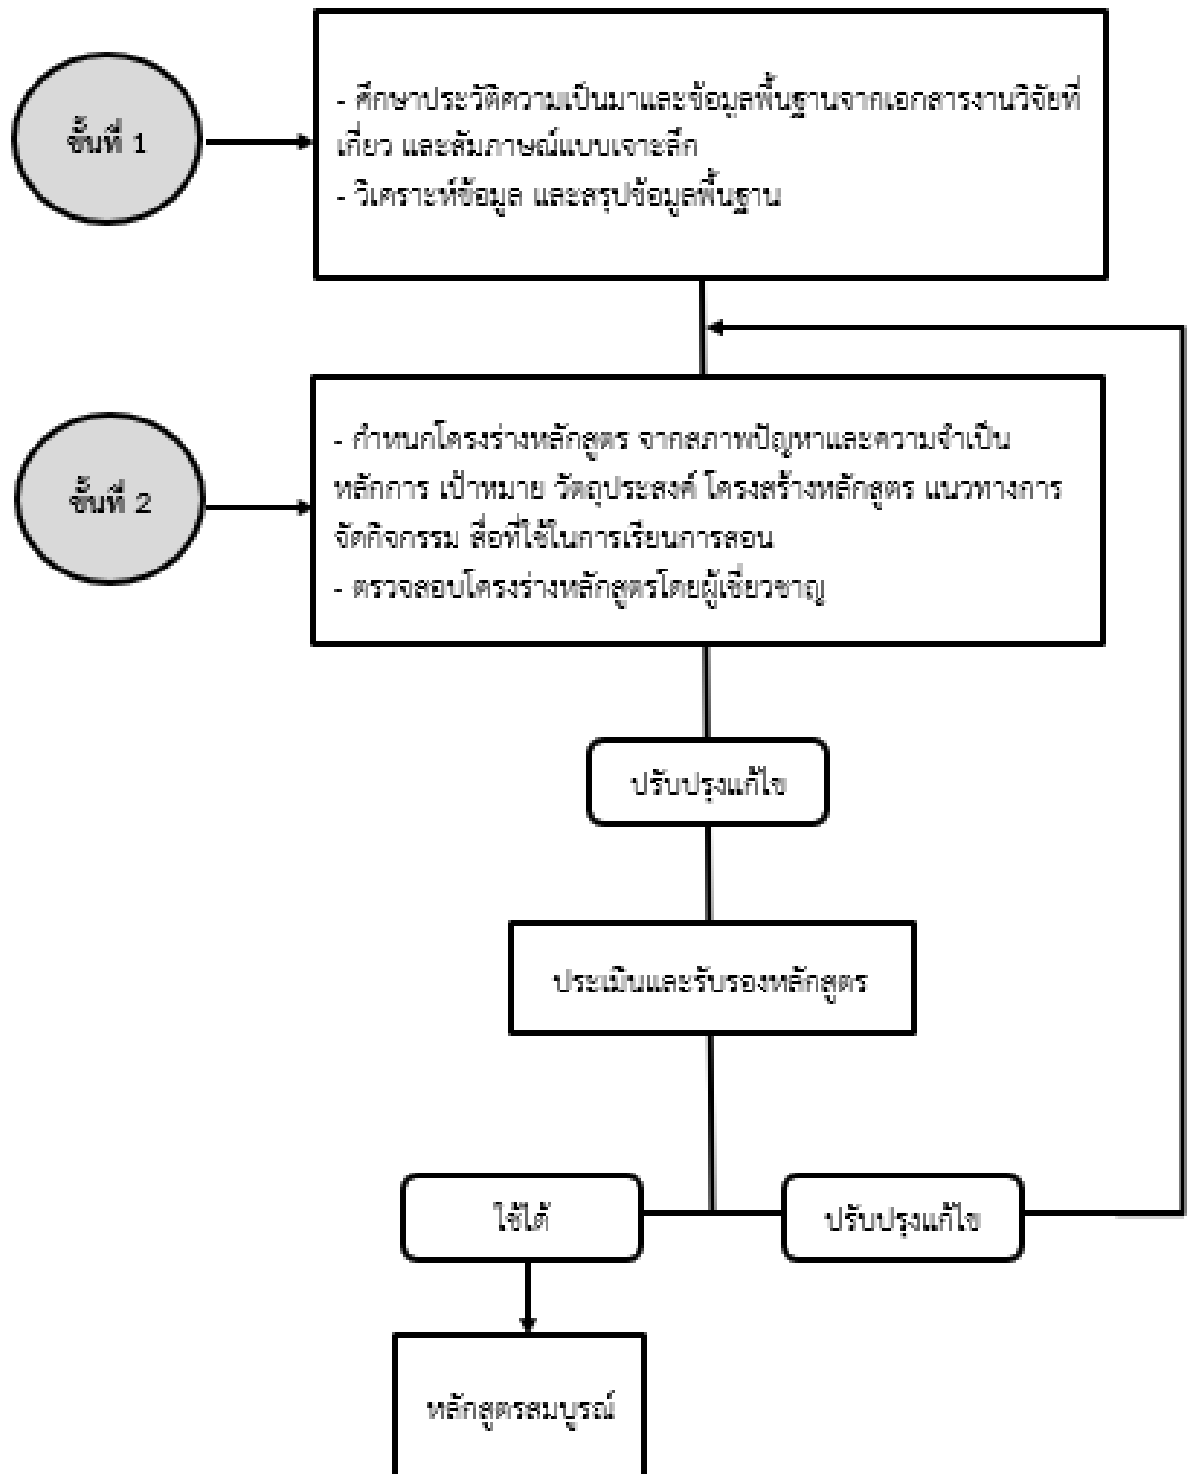 ขั้นที่ 1
- ศึกษาประวัติความเป็นมาและข้อมูลพื้นฐานจากเอกสารงานวิจัยที่
เกี่ยว และสัมภาษณ์แบบเจาะลึก
- วิเคราะห์ข้อมูล และสรุปข้อมูลพื้นฐาน
ขั้นที่ 2
- กำหนดโครงร่างหลักสูตร จากสภาพปัญหาและความจำเป็น
หลักการ เป้าหมาย วัตถุประสงค์ โครงสร้างหลักสูตร แนวทางการ
จัดกิจกรรม สื่อที่ใช้ในการเรียนการสอน
- ตรวจสอบโครงร่างหลักสูตรโดยผู้เชี่ยวชาญ
ปรับปรุงแก้ไข
ประเมินและรับรองหลักสูตร
ใช้ได้
ปรับปรุงแก้ไข
หลักสูตรสมบูรณ์